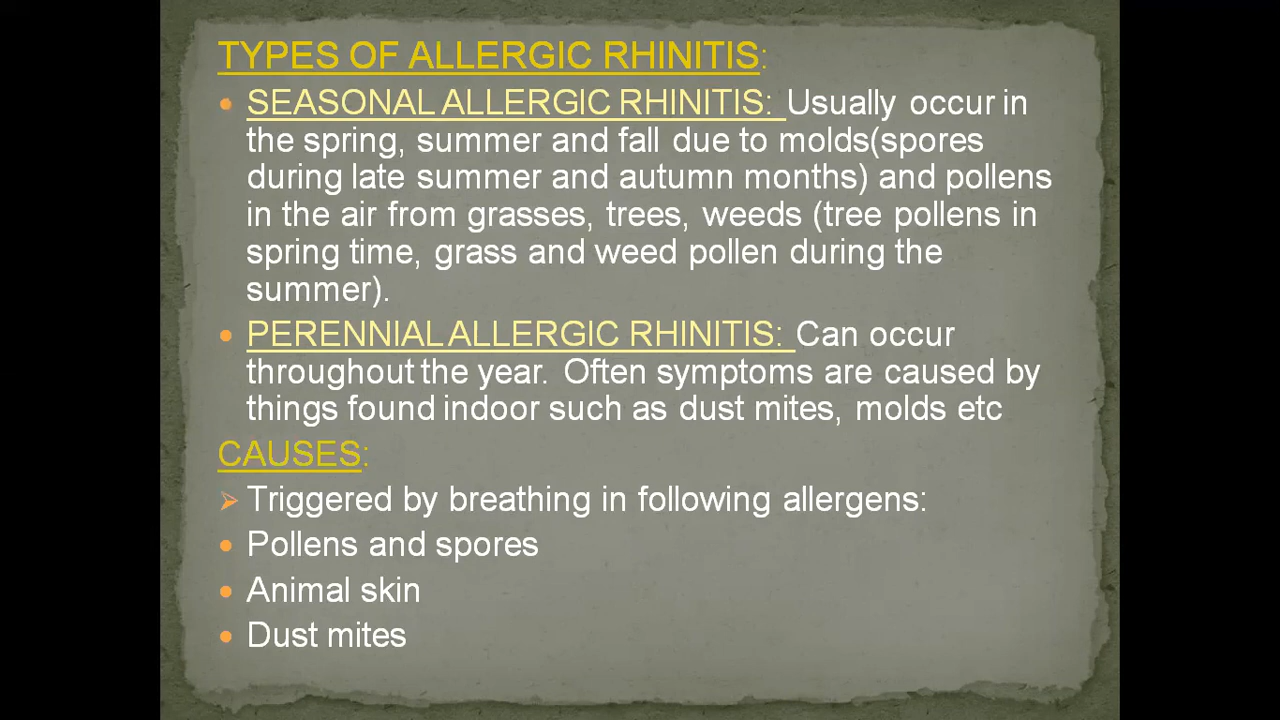 TYPES OF ALLERGIC RHINITIS:
• SEASONAL ALLERGIC RHINITIS: Usually occur in
the spring, summer and fall due to molds(spores
during late summer and autumn months) and pollens
in the air from grasses, trees, weeds (tree pollens in
spring time, grass and weed pollen during the
summer).
• PERENNIAL ALLERGIC RHINITIS: Can occur
throughout the year. Often symptoms are caused by
things found indoor such as dust mites, molds etc
CAUSES:
➢ Triggered by breathing in following allergens:
• Pollens and spores
• Animal skin
• Dust mites